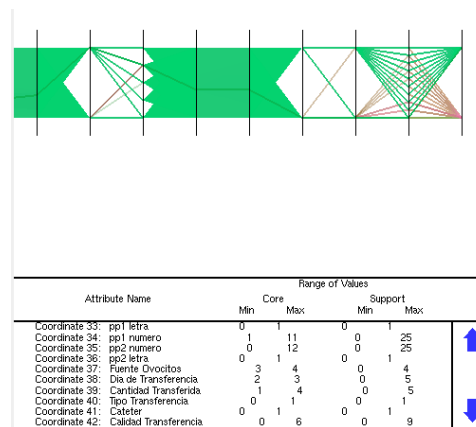 Range of Values
Attribute Name Core Support
Min Max Min Max
Coordinate 33: pp1 letra 0 1 0 1
Coordinate 34: pp1 numero 1 11 0 25
Coordinate 35: pp2 numero 0 12 0 25
Coordinate 36: pp2 letra 0 1 0 1
Coordinate 37: Fuente Ovocitos 3 4 0 4
Coordinate 38: Dia de Transferencia 2 3 0 5
Coordinate 39: Cantidad Transferida 1 4 0 5
Coordinate 40: Tipo Transferencia 0 1 0 1
Coordinate 41: Cateter 0 1 0 1
Coordinate 42: Calidad Transferencia 0 6 0 9